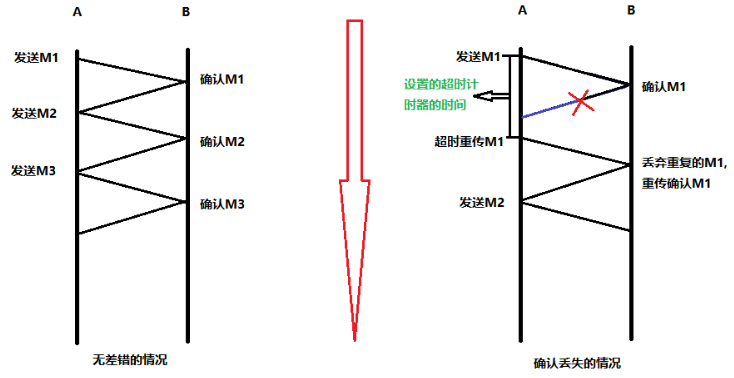 A
B
发送M1
确认M1
发送M2
确认M2
发送M3
确认M3
无差错的情况
A
B
发送M1
设置的超时计
时器的时间
确认M1
超时重传M1
丢弃重复的M1,
重传确认M1
发送M2
确认丢失的情况